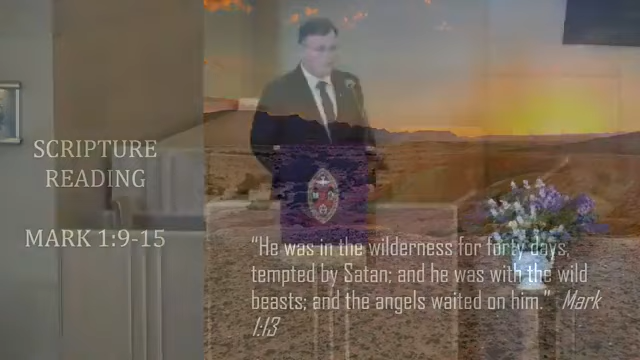 SCRIPTURE
READING
MARK 1:9-15
“He was in the wilderness for forty days,
tempted by Satan; and he was with the wild
beasts; and the angels waited on him.” Mark
1:13